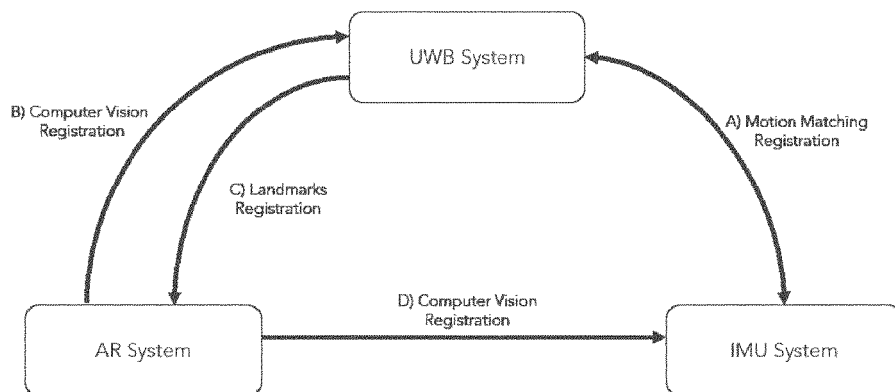 UWB System
B) Computer Vision
Registration
A) Motion Matching
Registration
C) Landmarks
Registration
D) Computer Vision
Registration
AR System
IMU System